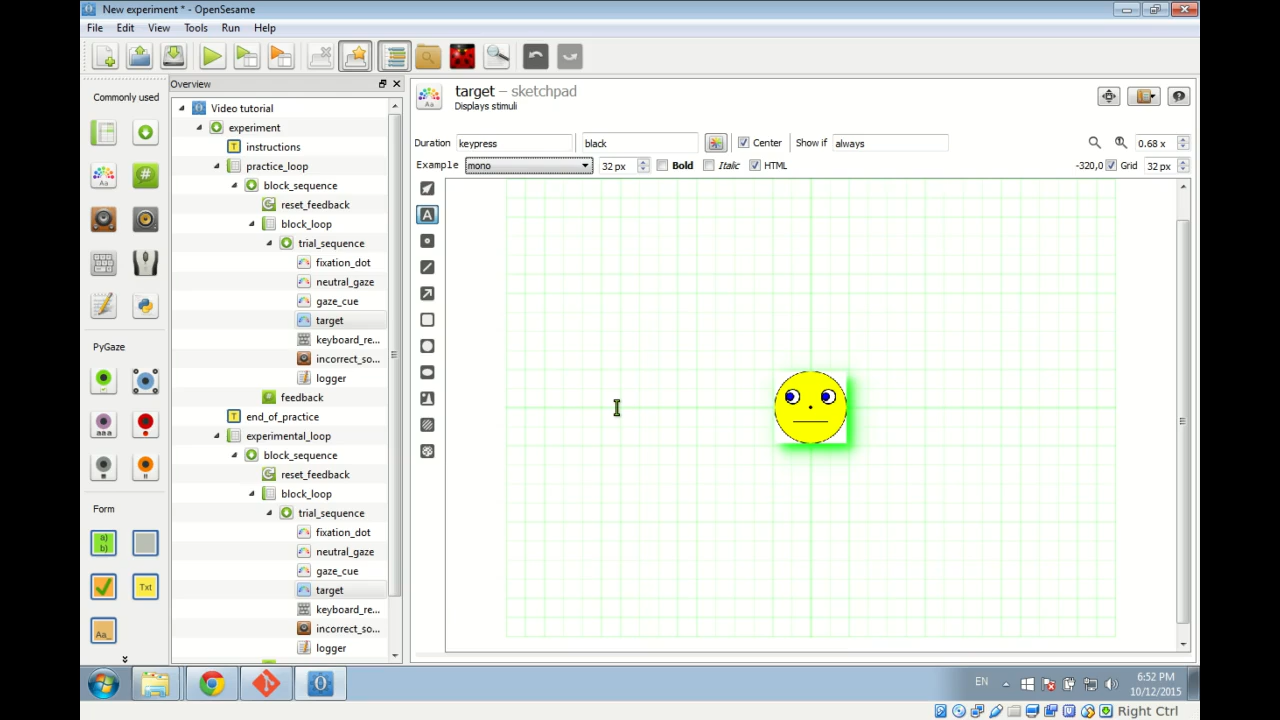 New experiment * - OpenSesame
File Edit View Tools Run Help
Commonly used
Overview
Video tutorial
experiment
instructions
practice_loop
block_sequence
reset_feedback
block_loop
trial_sequence
fixation_dot
neutral_gaze
gaze_cue
target
keyboard_re...
incorrect_so...
logger
feedback
end_of_practice
experimental_loop
block_sequence
reset_feedback
block_loop
trial_sequence
fixation_dot
neutral_gaze
gaze_cue
target
keyboard_re...
incorrect_so...
logger
PyGaze
Form
target – sketchpad
Displays stimuli
Duration keypress black Center Show if always 0.68 x
Example mono 32 px Bold Italic HTML -320,0 Grid 32 px
EN
6:52 PM
10/12/2015
Right Ctrl